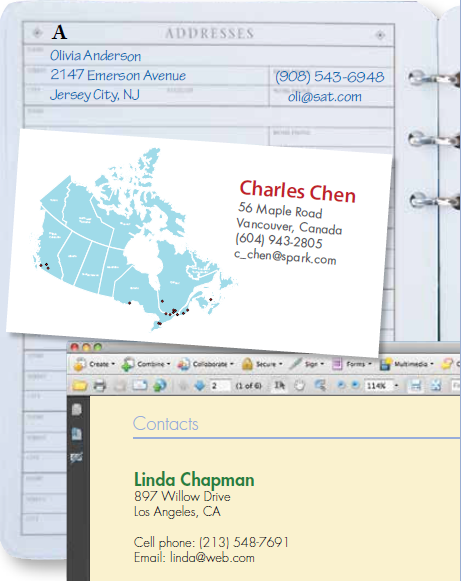 A
ADDRESSES
Olivia Anderson
2147 Emerson Avenue
(908) 543-6948
Jersey City, NJ
oli@sat.com
Charles Chen
56 Maple Road
Vancouver, Canada
(604) 943-2805
c_chen@spark.com
Create Combine Collaborate Secure Sign Forms Multimedia
2 (1 of 6) 114%
Contacts
Linda Chapman
897 Willow Drive
Los Angeles, CA
Cell phone: (213) 548-7691
Email: linda@web.com